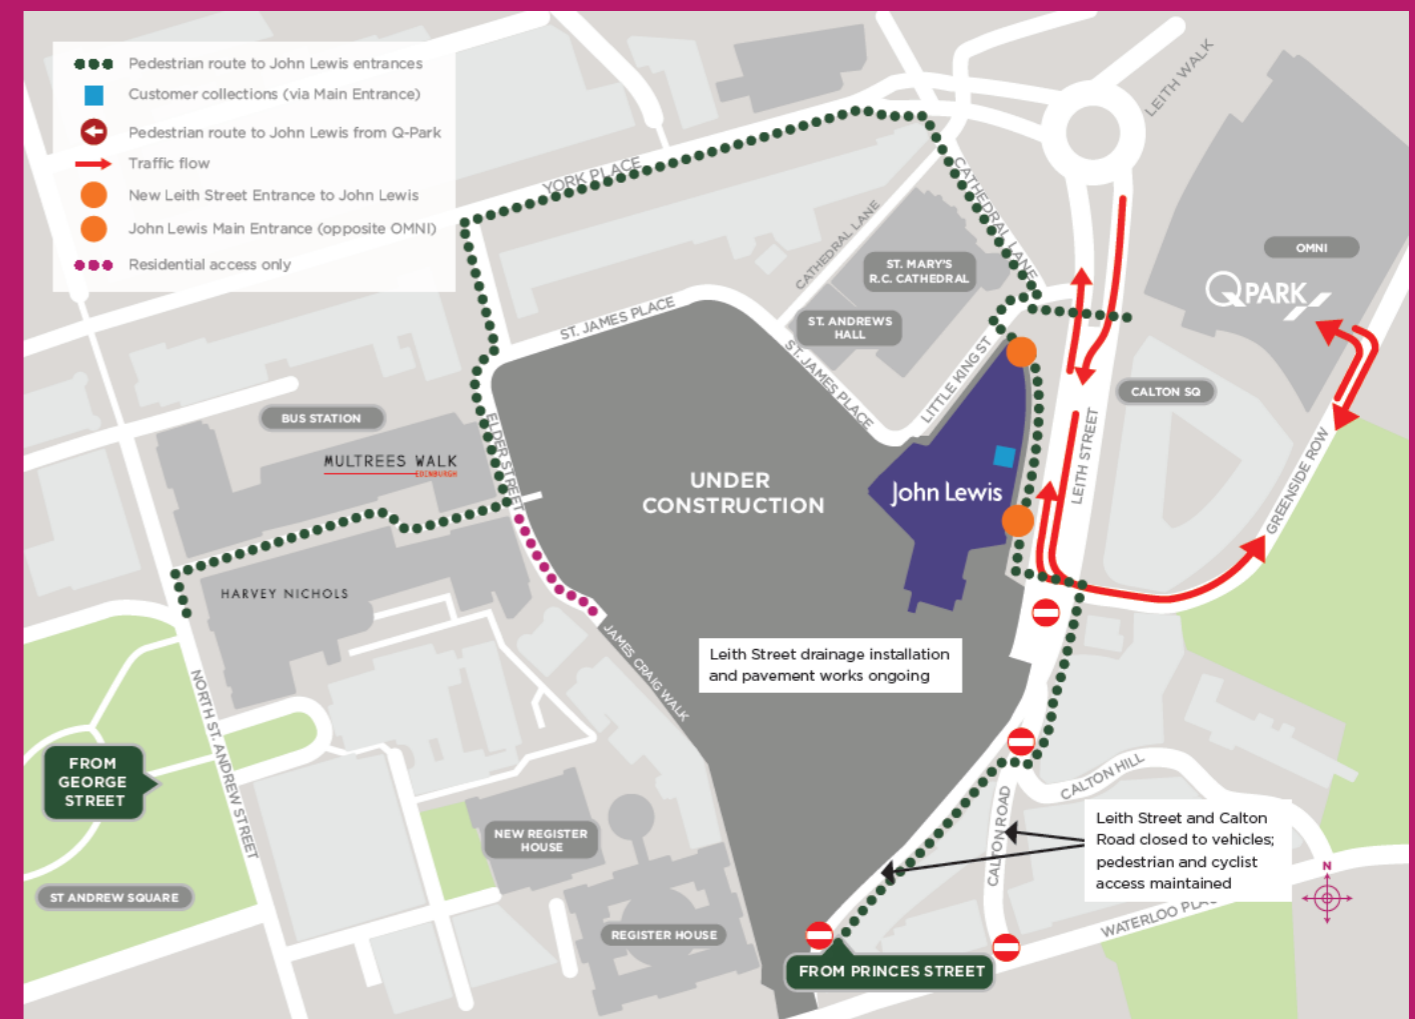 Pedestrian route to John Lewis entrances
Customer collections (via Main Entrance)
Pedestrian route to John Lewis from Q-Park
Traffic flow
New Leith Street Entrance to John Lewis
John Lewis Main Entrance (opposite OMNI)
Residential access only
LEITH WALK
YORK PLACE
CATHEDRAL LANE
CATHEDRAL LANE
OMNI
ST. MARY'S
R.C. CATHEDRAL
QPARK
ST. JAMES PLACE
ST. ANDREWS
HALL
ST. JAMES PLACE
LITTLE KING ST
CALTON SQ
BUS STATION
ELDER STREET
LEITH STREET
MULTREES WALK
EDINBURGH
GREENSIDE ROW
UNDER
CONSTRUCTION
John Lewis
HARVEY NICHOLS
JAMES CRAIG WALK
Leith Street drainage installation
and pavement works ongoing
NORTH ST. ANDREW STREET
FROM
GEORGE
STREET
CALTON HILL
CALTON ROAD
Leith Street and Calton
Road closed to vehicles;
pedestrian and cyclist
access maintained
NEW REGISTER
HOUSE
N
ST ANDREW SQUARE
REGISTER HOUSE
WATERLOO PLAC
FROM PRINCES STREET